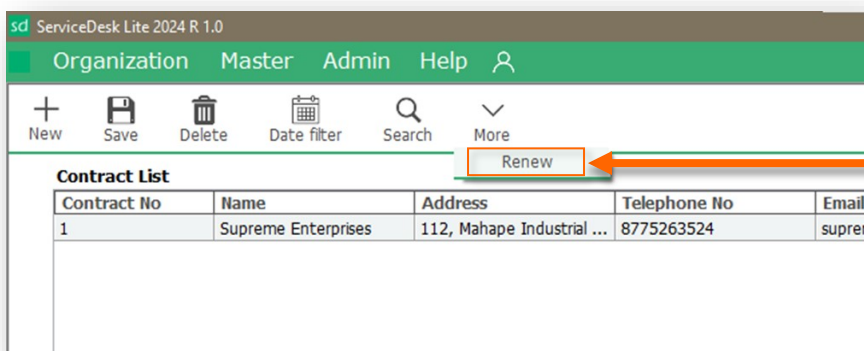 sd ServiceDesk Lite 2024 R 1.0
Organization Master Admin Help
New Save Delete Date filter Search More
Renew
Contract List
Contract No Name Address Telephone No Email
1 Supreme Enterprises 112, Mahape Industrial ... 8775263524